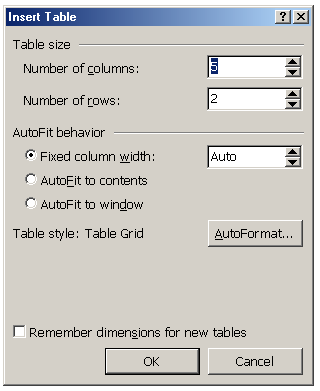 Insert Table
Table size
Number of columns: 5
Number of rows: 2
AutoFit behavior
Fixed column width: Auto
AutoFit to contents
AutoFit to window
Table style: Table Grid AutoFormat...
Remember dimensions for new tables
OK Cancel